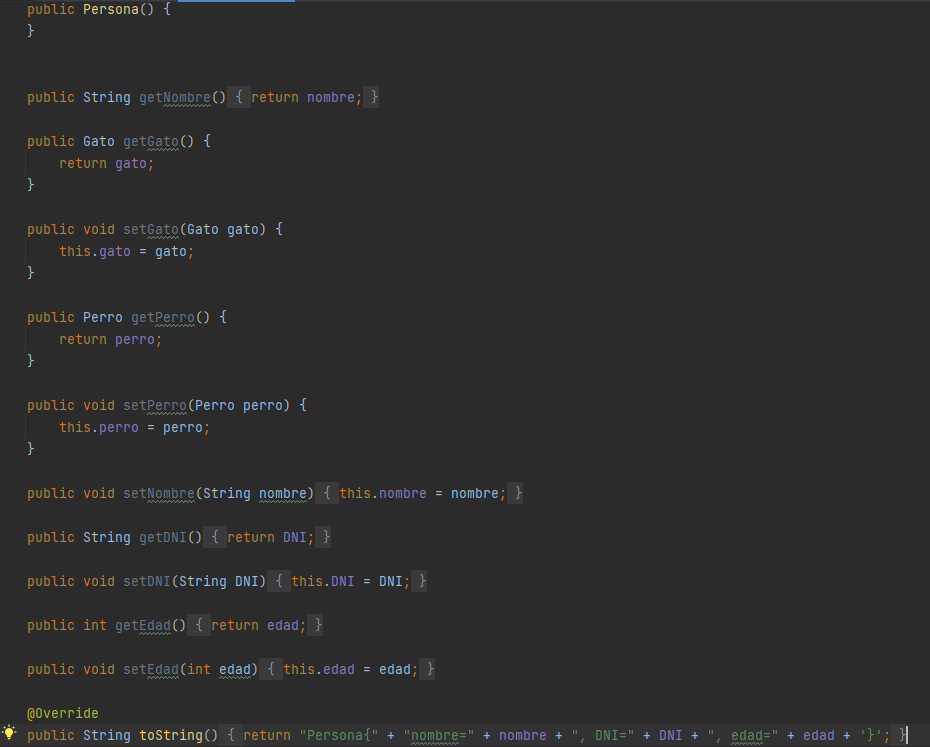 public Persona() {
}
public String getNombre() { return nombre; }
public Gato getGato() {
return gato;
}
public void setGato(Gato gato) {
this.gato = gato;
}
public Perro getPerro() {
return perro;
}
public void setPerro(Perro perro) {
this.perro = perro;
}
public void setNombre(String nombre) { this.nombre = nombre; }
public String getDNI() { return DNI; }
public void setDNI(String DNI) { this.DNI = DNI; }
public int getEdad() { return edad; }
public void setEdad(int edad) { this.edad = edad; }
@Override
public String toString() { return "Persona{" + "nombre=" + nombre + ", DNI=" + DNI + ", edad=" + edad + '}'; }